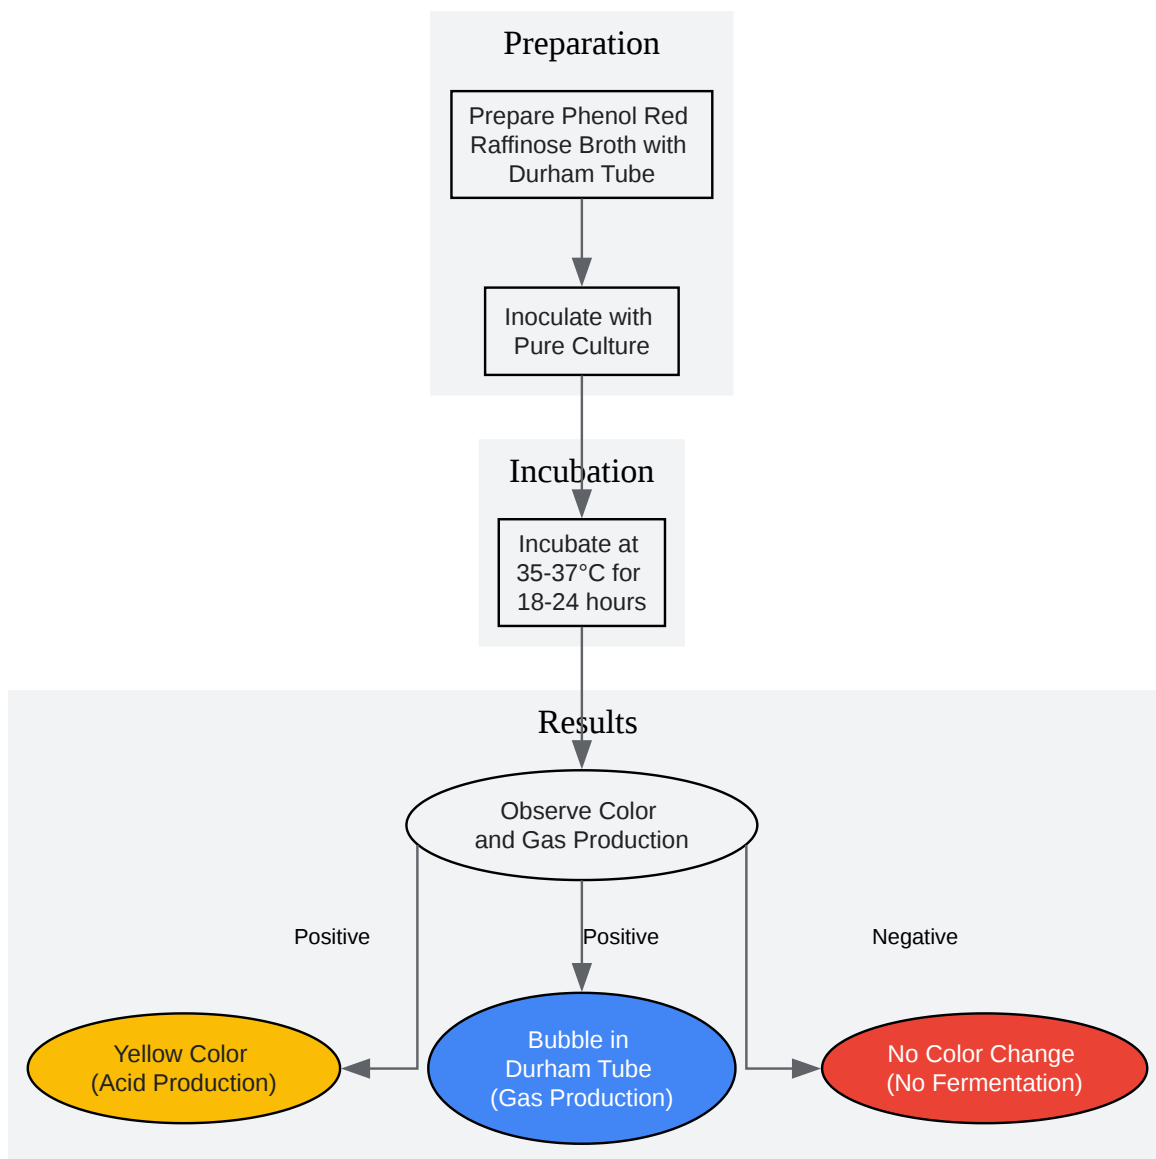 Preparation
Prepare Phenol Red
Raffinose Broth with
Durham Tube
Inoculate with
Pure Culture
Incubation
Incubate at
35-37°C for
18-24 hours
Results
Observe Color
and Gas Production
Positive
Positive
Negative
Yellow Color
(Acid Production)
Bubble in
Durham Tube
(Gas Production)
No Color Change
(No Fermentation)